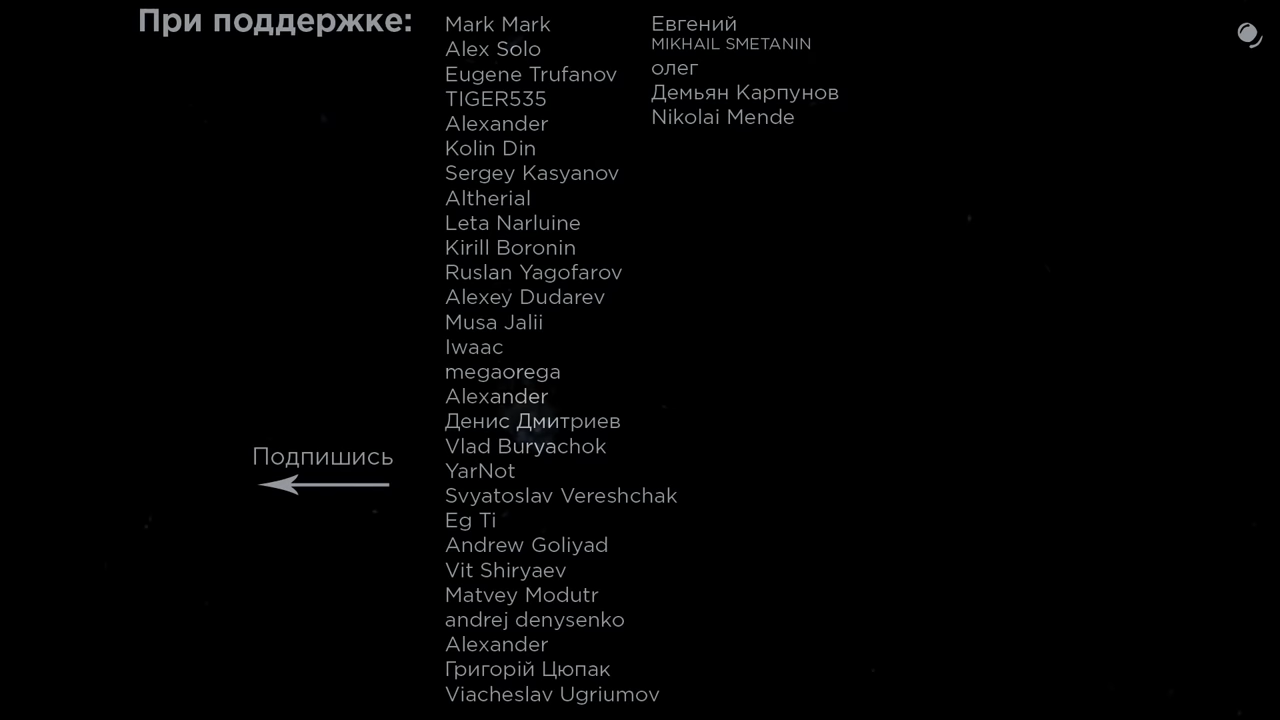 При поддержке:
Mark Mark
Alex Solo
Eugene Trufanov
TIGER535
Alexander
Kolin Din
Sergey Kasyanov
Altherial
Leta Narluine
Kirill Boronin
Ruslan Yagofarov
Alexey Dudarev
Musa Jalii
Iwaac
megaorega
Alexander
Денис Дмитриев
Vlad Buryachok
YarNot
Svyatoslav Vereshchak
Eg Ti
Andrew Goliyad
Vit Shiryaev
Matvey Modutr
andrej denysenko
Alexander
Григорій Цюпак
Viacheslav Ugriumov
Евгений
MIKHAIL SMETANIN
олег
Демьян Карпунов
Nikolai Mende
Подпишись